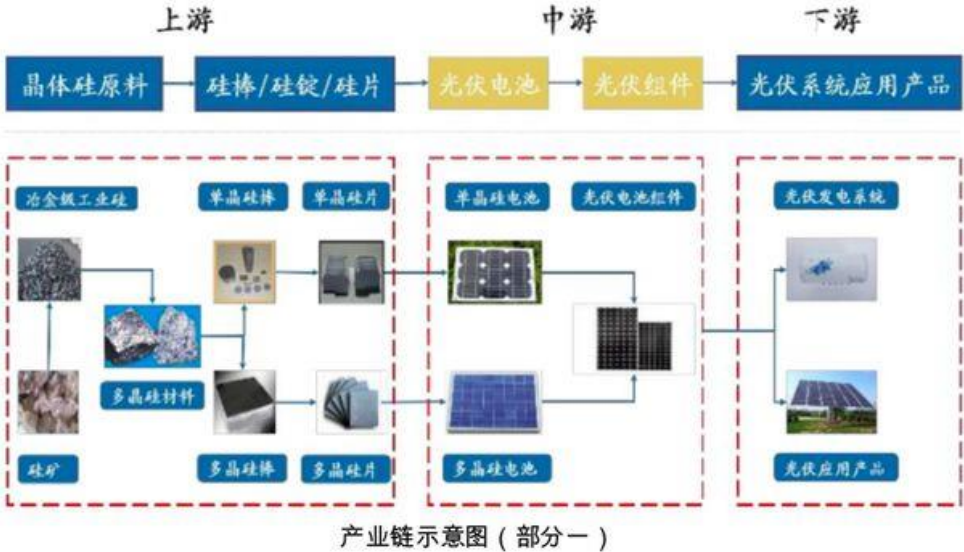 上游
中游
下游
晶体硅原料
硅棒/硅锭/硅片
光伏电池
光伏组件
光伏系统应用产品
冶金级工业硅
单晶硅棒
单晶硅片
单晶硅电池
光伏电池组件
光伏发电系统
多晶硅材料
硅矿
多晶硅棒
多晶硅片
多晶硅电池
光伏应用产品
产业链示意图（部分一）